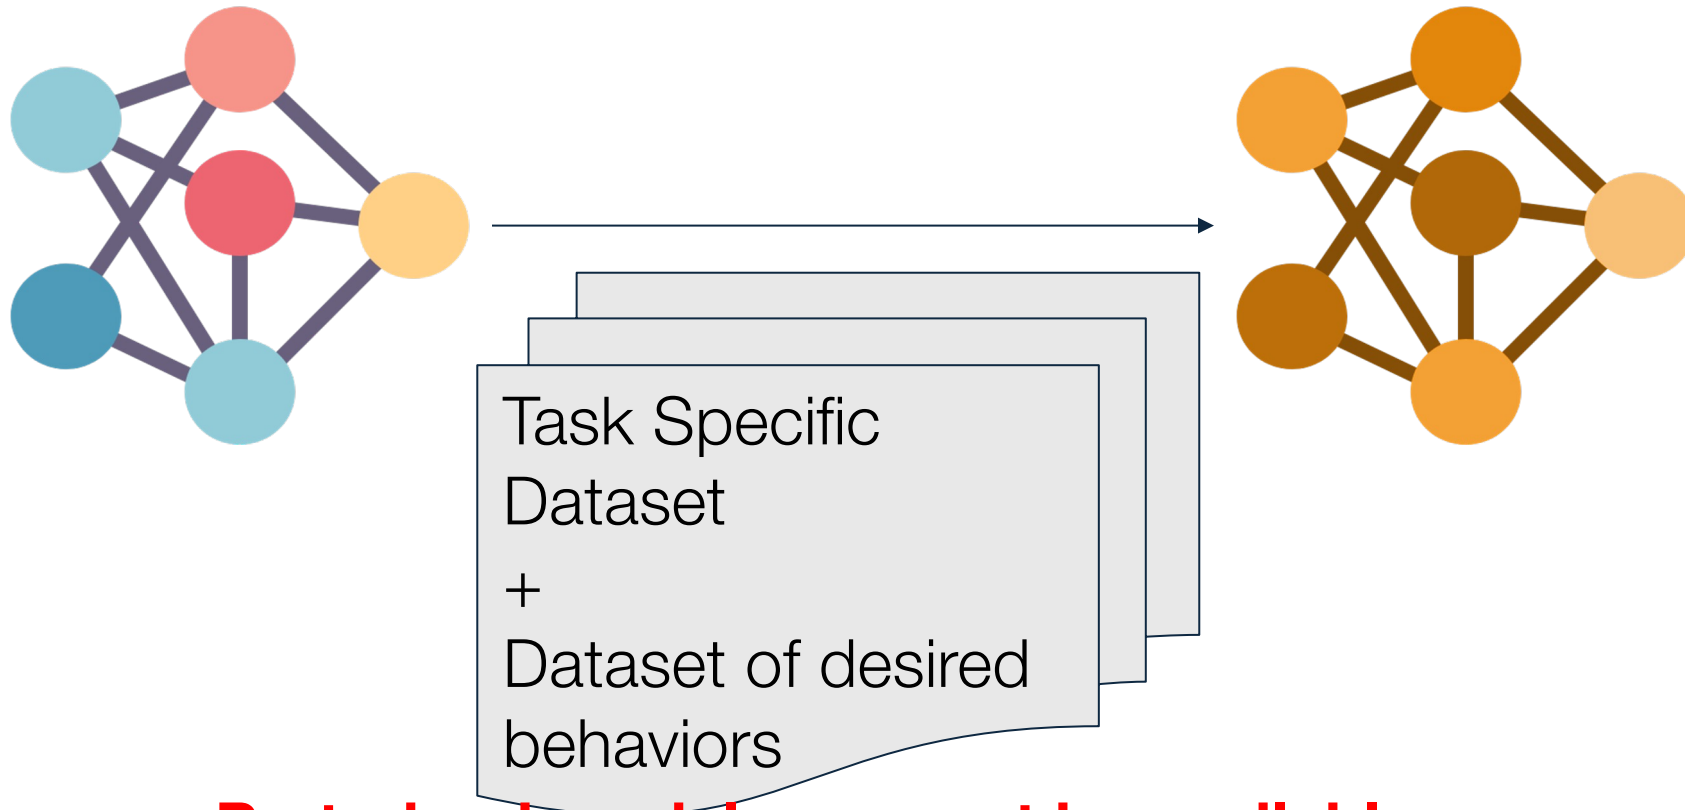 Task Specific
Dataset
+
Dataset of desired
behaviors